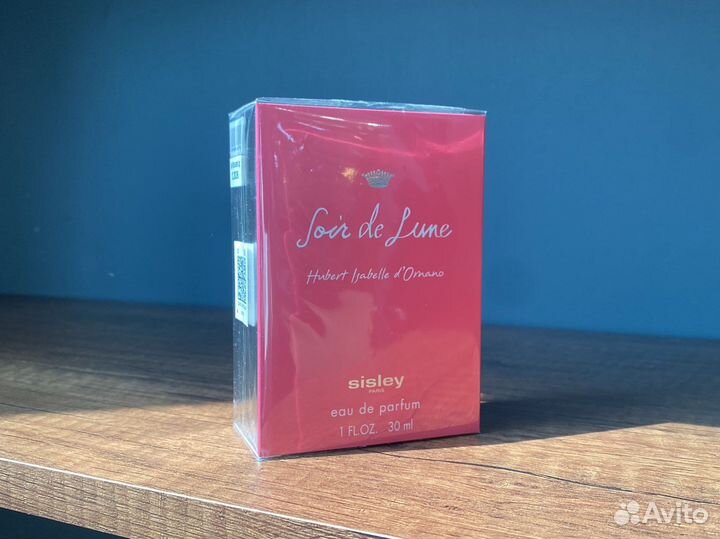 Soir de Lune
Hubert Isabelle d'Ornano
sisley
PARIS
eau de parfum
1 FL.OZ. 30 ml
Avito